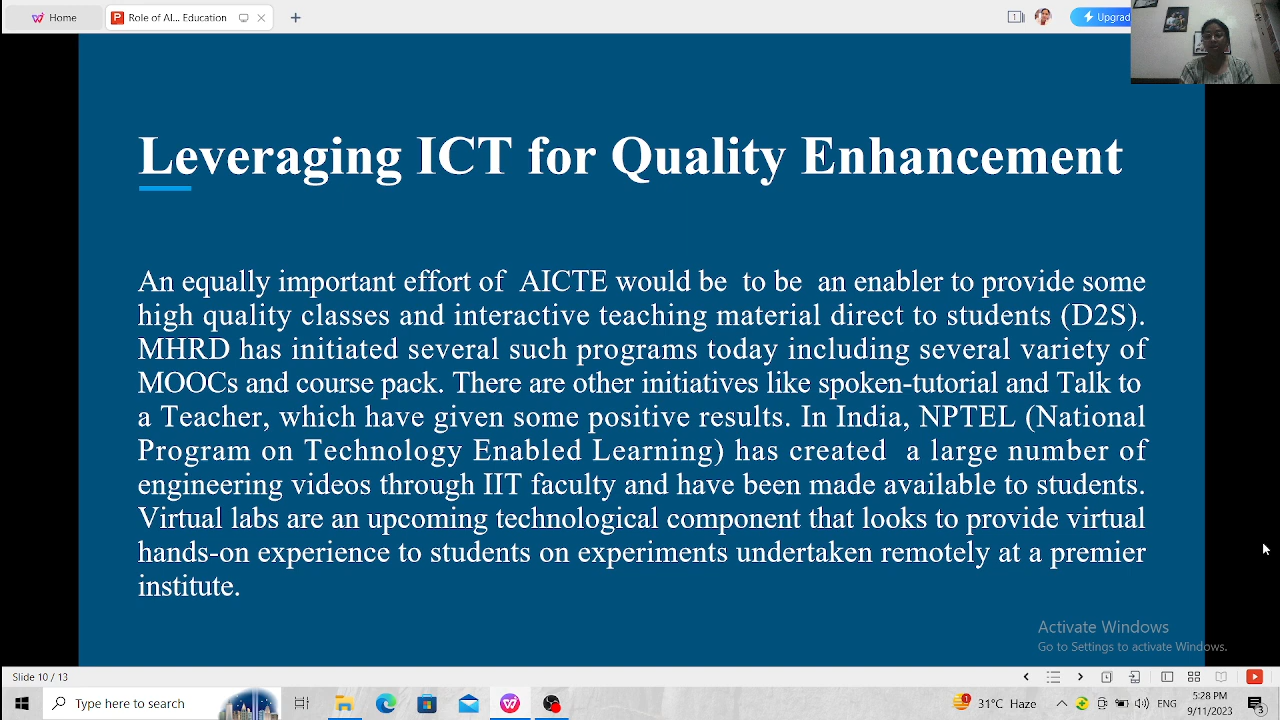 Home
Role of AI... Education
1
Upgrad
Leveraging ICT for Quality Enhancement
An equally important effort of AICTE would be to be an enabler to provide some
high quality classes and interactive teaching material direct to students (D2S).
MHRD has initiated several such programs today including several variety of
MOOCs and course pack. There are other initiatives like spoken-tutorial and Talk to
a Teacher, which have given some positive results. In India, NPTEL (National
Program on Technology Enabled Learning) has created a large number of
engineering videos through IIT faculty and have been made available to students.
Virtual labs are an upcoming technological component that looks to provide virtual
hands-on experience to students on experiments undertaken remotely at a premier
institute.
Activate Windows
Go to Settings to activate Windows.
Slide 10 / 13
Type here to search
1
31°C Haze
ENG
5:28 PM
9/11/2023
3